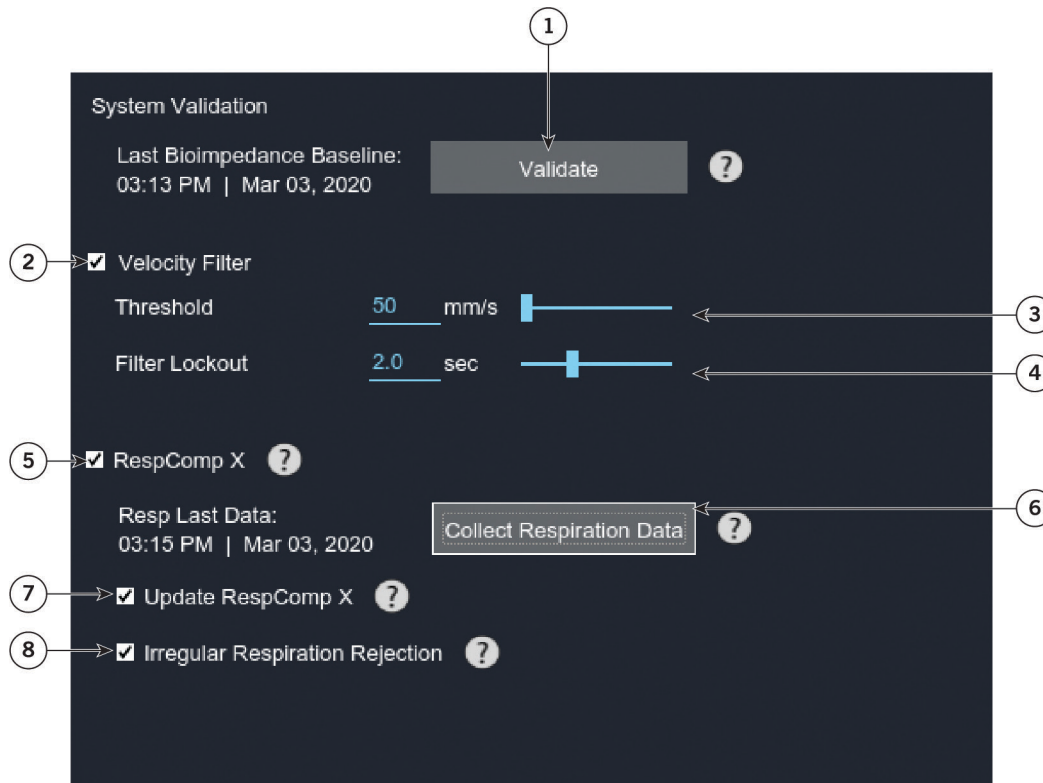 1
System Validation
Last Bioimpedance Baseline:
03:13 PM | Mar 03, 2020
Validate
?
2
Velocity Filter
Threshold 50 mm/s
3
Filter Lockout 2.0 sec
4
5
RespComp X ?
Resp Last Data:
03:15 PM | Mar 03, 2020
Collect Respiration Data
?
6
7
Update RespComp X ?
8
Irregular Respiration Rejection ?